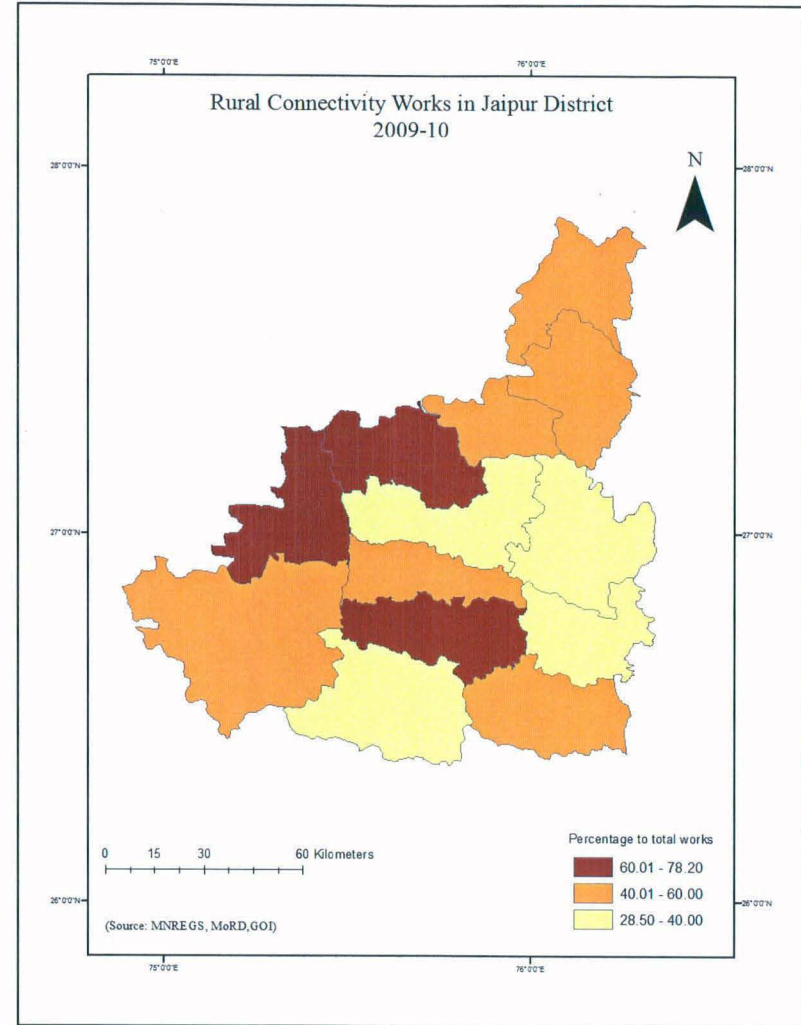 75°0'0"E 76°0'0"E
Rural Connectivity Works in Jaipur District
2009-10
28°0'0"N 28°0'0"N
N
27°0'0"N 27°0'0"N
Percentage to total works
0 15 30 60 Kilometers
60.01 - 78.20
40.01 - 60.00
28.50 - 40.00
26°0'0"N 26°0'0"N
(Source: MNREGS, MoRD,GOI)
75°0'0"E 76°0'0"E